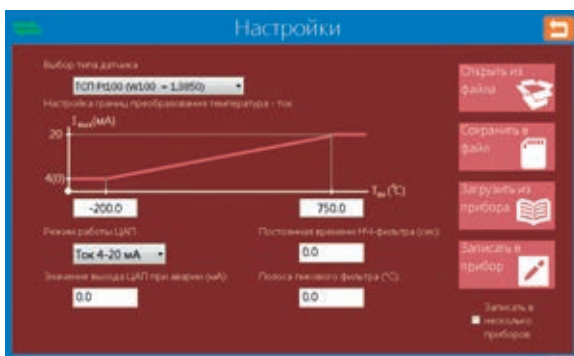 Настройки
Выбор типа датчика
ТСП Pt100 (W100 = 1,3850)
Настройка границ преобразования температура - ток
I вых(мА)
20
4(0)
T вх (°C)
-200.0
750.0
Режим работы ЦАП:
Ток 4-20 мА
Значение выхода ЦАП при аварии (мА):
0.0
Постоянная времени НЧ-фильтра (сек):
0.0
Полоса пикового фильтра (°C):
0.0
Открыть из
файла
Сохранить в
файл
Загрузить из
прибора
Записать в
прибор
Записать в
несколько
приборов